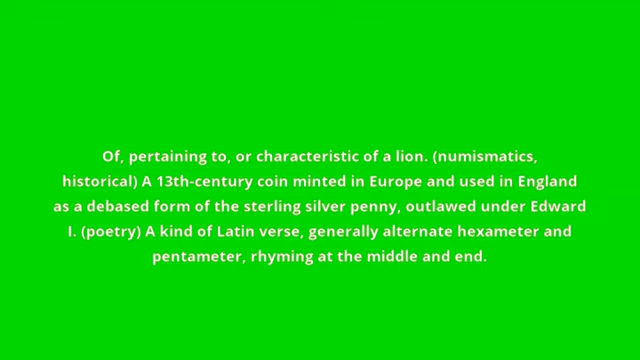 Of, pertaining to, or characteristic of a lion. (numismatics,
historical) A 13th-century coin minted in Europe and used in England
as a debased form of the sterling silver penny, outlawed under Edward
I. (poetry) A kind of Latin verse, generally alternate hexameter and
pentameter, rhyming at the middle and end.